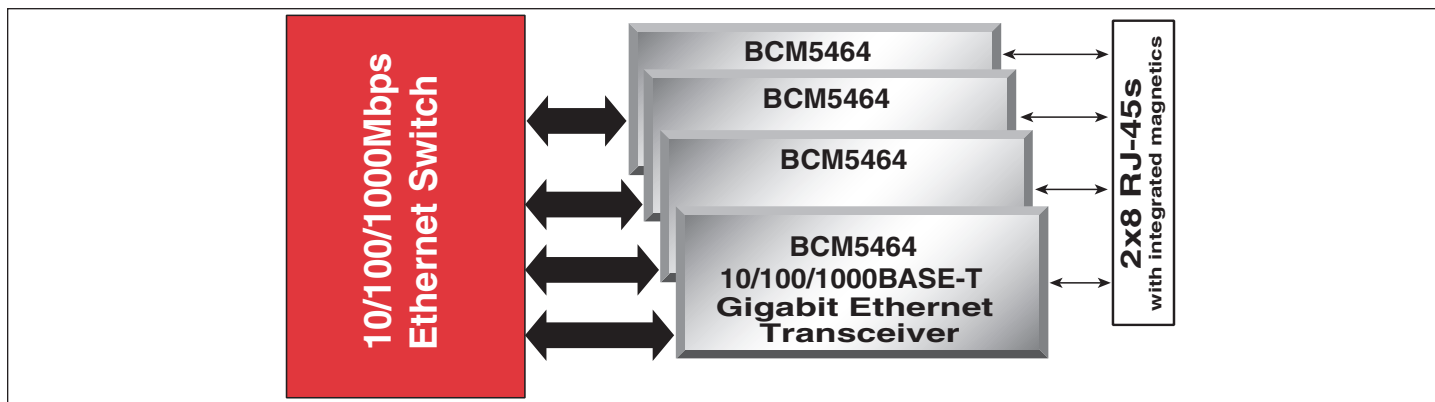 10/100/1000Mbps
Ethernet Switch
BCM5464
BCM5464
BCM5464
BCM5464
10/100/1000BASE-T
Gigabit Ethernet
Transceiver
2x8 RJ-45s
with integrated magnetics